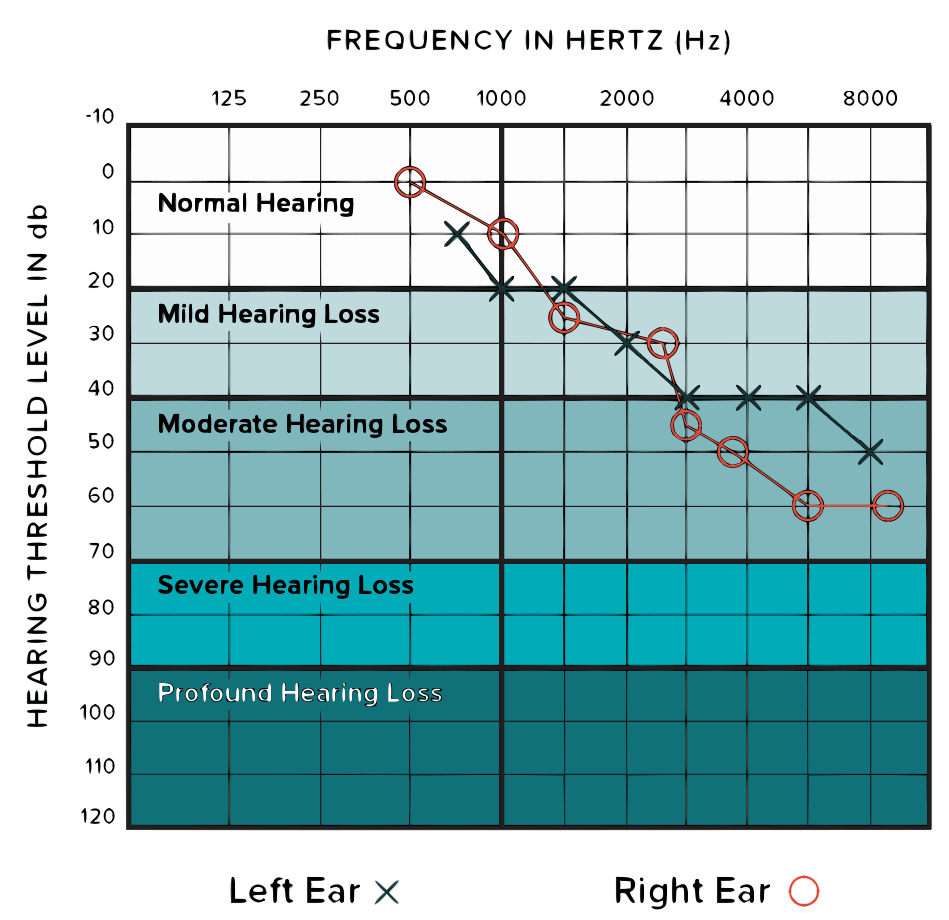 FREQUENCY IN HERTZ (Hz)
125 250 500 1000 2000 4000 8000
-10
0
Normal Hearing
10
20
Mild Hearing Loss
30
40
Moderate Hearing Loss
50
60
70
Severe Hearing Loss
80
90
Profound Hearing Loss
100
110
120
HEARING THRESHOLD LEVEL IN db
Left Ear Right Ear